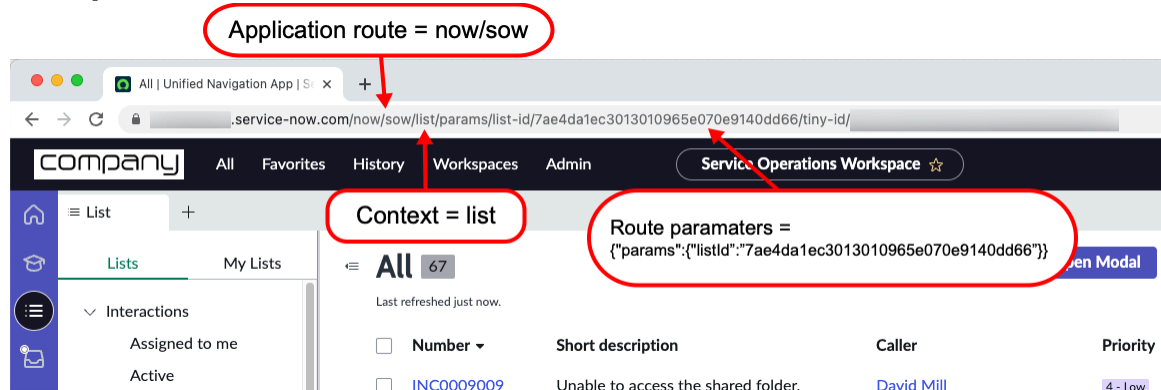 Application route = now/sow
All | Unified Navigation App | S
.service-now.com/now/sow/list/params/list-id/7ae4da1ec3013010965e070e9140dd66/tiny-id/
company
All Favorites History Workspaces Admin
Service Operations Workspace
List
Context = list
Route paramaters =
{"params":{"listId":"7ae4da1ec3013010965e070e9140dd66"}}
Lists My Lists
All 67
pen Modal
Last refreshed just now.
Interactions
Assigned to me
Active
Number Short description Caller Priority
INC0009009 Unable to access the shared folder. David Mill 4 - Low